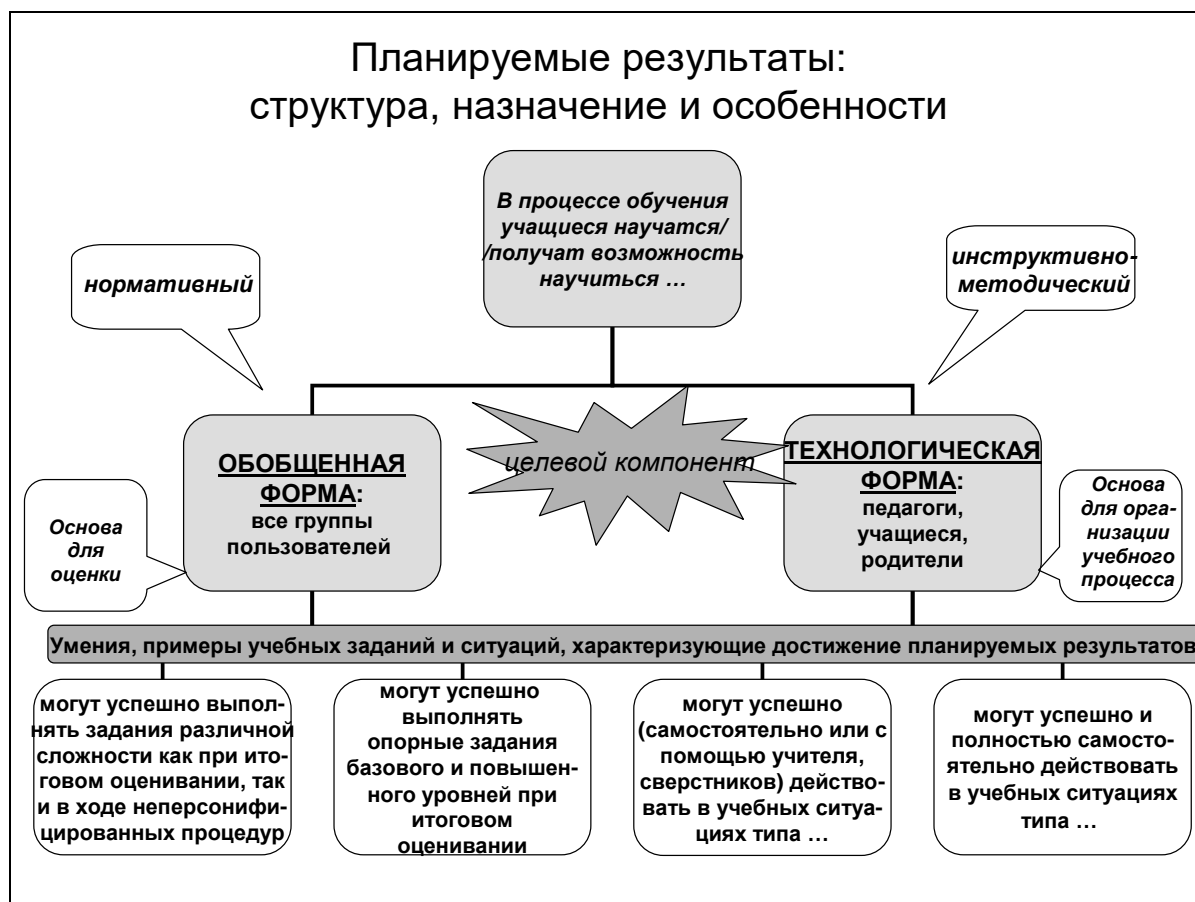 Планируемые результаты:
структура, назначение и особенности
В процессе обучения
учащиеся научатся/
/получат возможность
научиться …
нормативный
инструктивно-
методический
ОБОБЩЕННАЯ
ФОРМА:
все группы
пользователей
целевой компонент
ТЕХНОЛОГИЧЕСКАЯ
ФОРМА:
педагоги,
учащиеся,
родители
Основа
для
оценки
Основа
для орга-
низации
учебного
процесса
Умения, примеры учебных заданий и ситуаций, характеризующие достижение планируемых результатов
могут успешно выпол-
нять задания различной
сложности как при ито-
говом оценивании, так
и в ходе неперсонифи-
цированных процедур
могут успешно
выполнять
опорные задания
базового и повышен-
ного уровней при
итоговом
оценивании
могут успешно
(самостоятельно или с
помощью учителя,
сверстников) действо-
вать в учебных ситуа-
циях типа …
могут успешно и
полностью самосто-
ятельно действовать
в учебных ситуациях
типа …